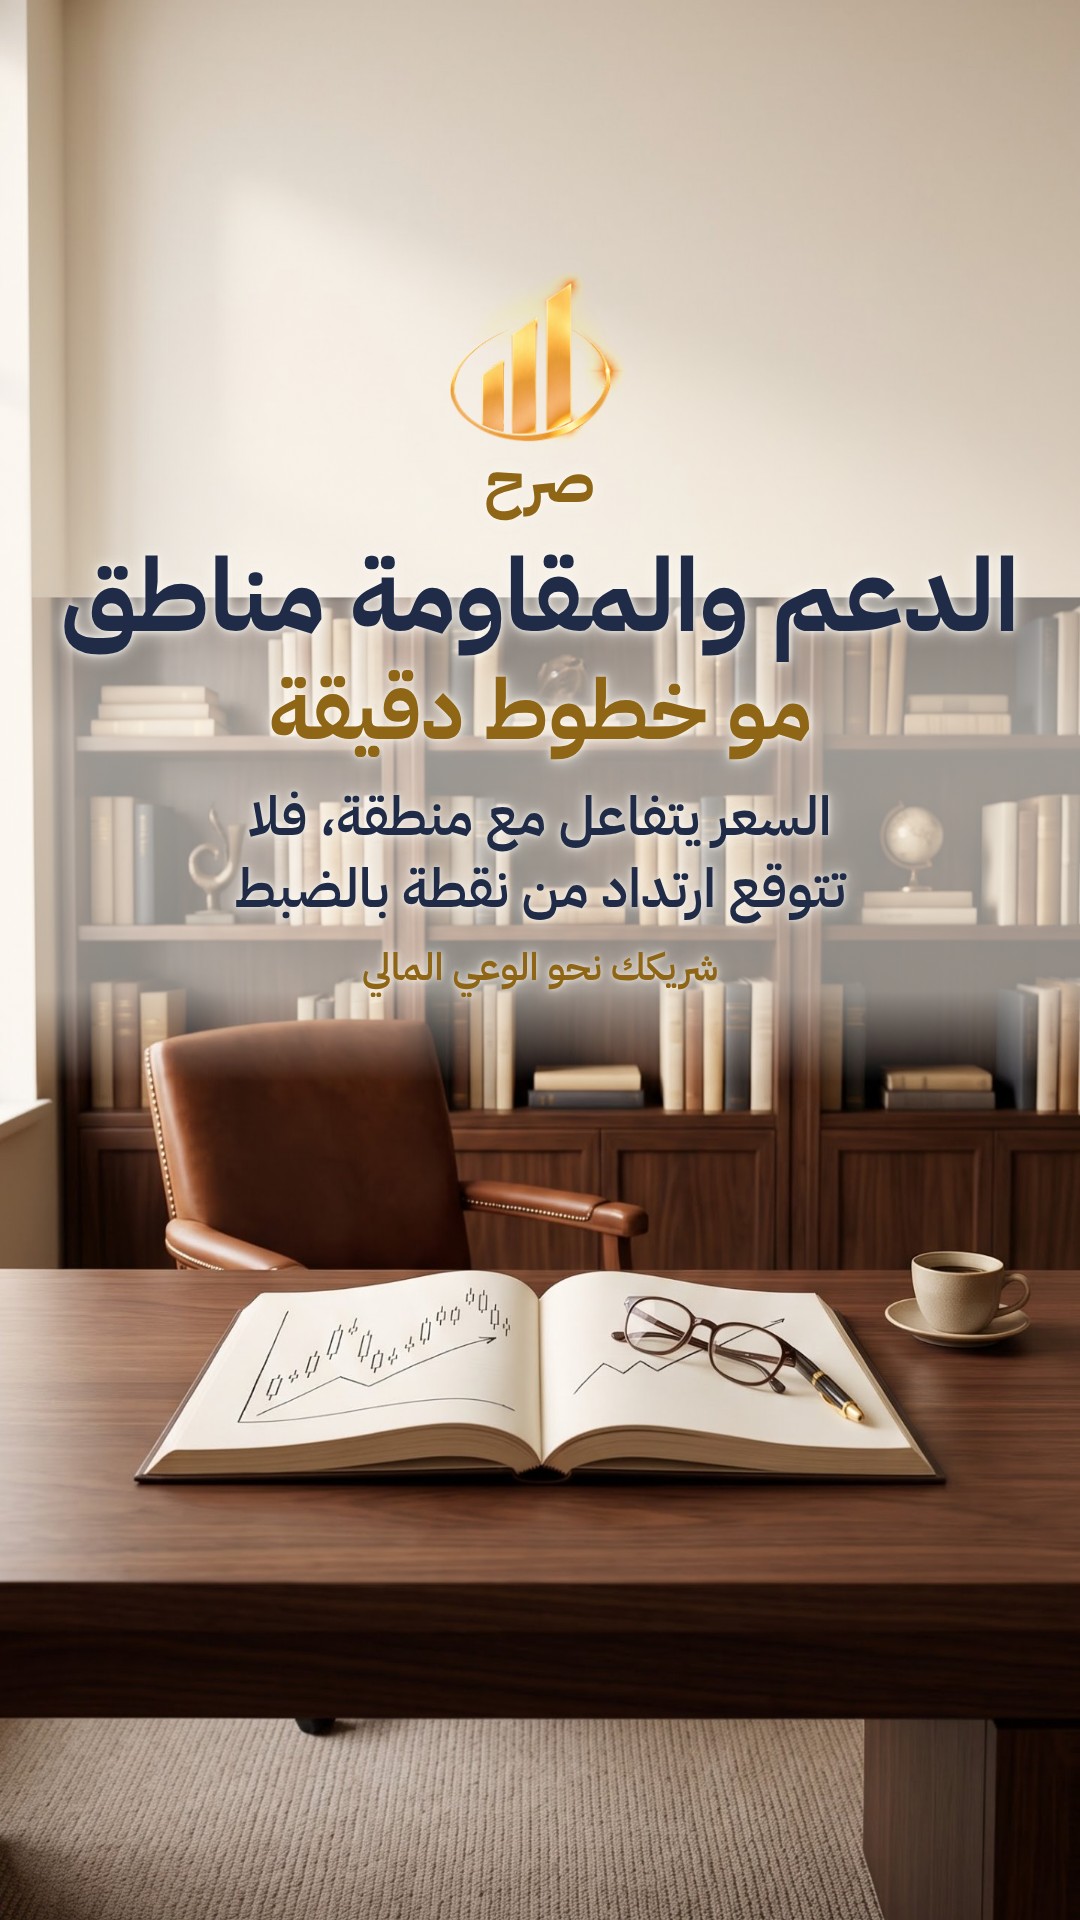 صرح
الدعم والمقاومة مناطق
مو خطوط دقيقة
السعر يتفاعل مع منطقة، فلا
تتوقع ارتداد من نقطة بالضبط
شريكك نحو الوعي المالي